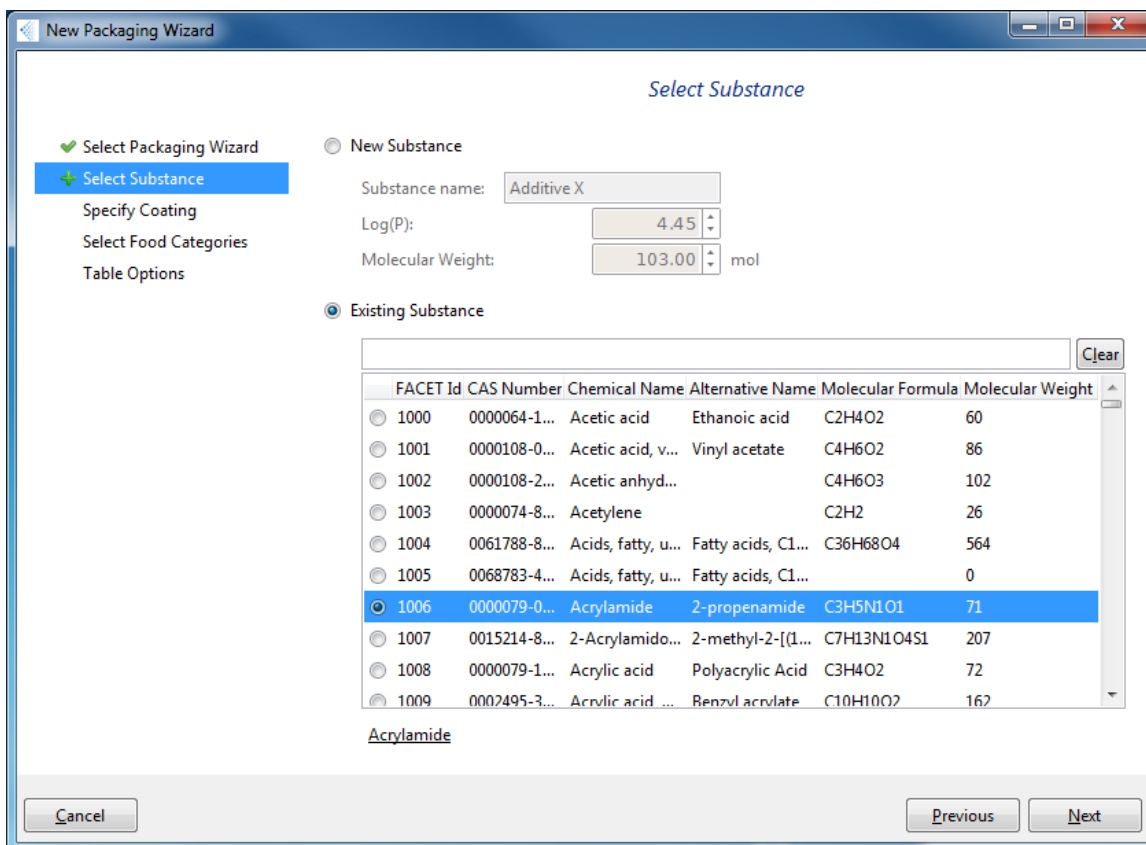 New Packaging Wizard
Select Substance
Select Packaging Wizard
Select Substance
Specify Coating
Select Food Categories
Table Options
New Substance
Substance name: Additive X
Log(P): 4.45
Molecular Weight: 103.00 mol
Existing Substance
Clear
FACET Id CAS Number Chemical Name Alternative Name Molecular Formula Molecular Weight
1000 0000064-1... Acetic acid Ethanoic acid C2H4O2 60
1001 0000108-0... Acetic acid, v... Vinyl acetate C4H6O2 86
1002 0000108-2... Acetic anhyd... C4H6O3 102
1003 0000074-8... Acetylene C2H2 26
1004 0061788-8... Acids, fatty, u... Fatty acids, C1... C36H68O4 564
1005 0068783-4... Acids, fatty, u... Fatty acids, C1... 0
1006 0000079-0... Acrylamide 2-propenamide C3H5N1O1 71
1007 0015214-8... 2-Acrylamido... 2-methyl-2-[(1... C7H13N1O4S1 207
1008 0000079-1... Acrylic acid Polyacrylic Acid C3H4O2 72
1009 0002495-3... Acrylic acid ... Benzyl acrylate C10H10O2 162
Acrylamide
Cancel
Previous
Next